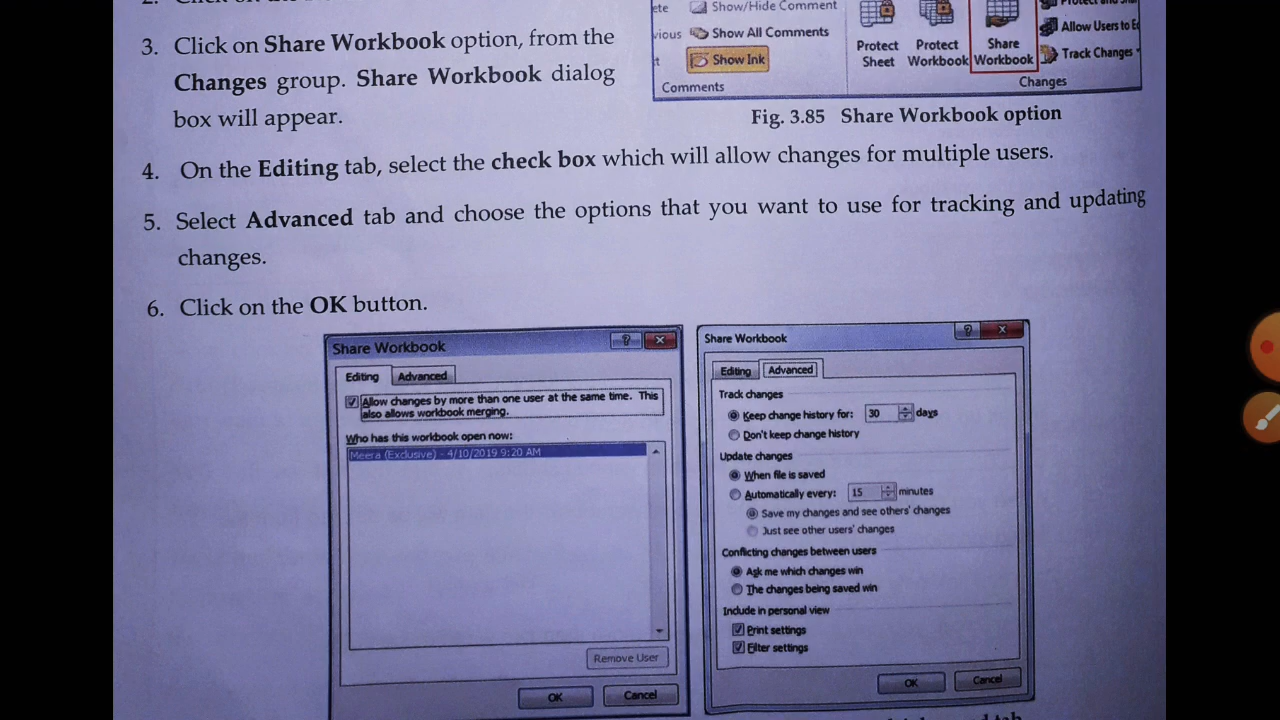 2. Click on the
3. Click on Share Workbook option, from the
Changes group. Share Workbook dialog
box will appear.
ete Show/Hide Comment
vious Show All Comments
t Show Ink
Comments
Protect
Sheet
Protect
Workbook
Share
Workbook
Allow Users to Ed
Track Changes
Changes
Fig. 3.85 Share Workbook option
4. On the Editing tab, select the check box which will allow changes for multiple users.
5. Select Advanced tab and choose the options that you want to use for tracking and updating
changes.
6. Click on the OK button.
Share Workbook
Editing Advanced
Allow changes by more than one user at the same time. This
also allows workbook merging.
Who has this workbook open now:
Meera (Exclusive) - 4/10/2019 9:20 AM
Remove User
OK Cancel
Share Workbook
Editing Advanced
Track changes
Keep change history for: 30 days
Don't keep change history
Update changes
When file is saved
Automatically every: 15 minutes
Save my changes and see others' changes
Just see other users' changes
Conflicting changes between users
Ask me which changes win
The changes being saved win
Include in personal view
Print settings
Filter settings
OK Cancel